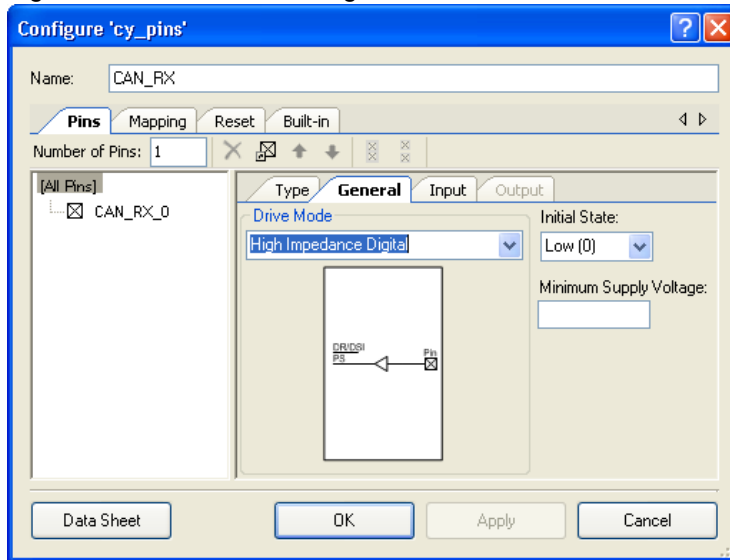 Configure 'cy_pins'
Name: CAN_RX
Pins Mapping Reset Built-in
Number of Pins: 1
[All Pins]
CAN_RX_0
Type General Input Output
Drive Mode
High Impedance Digital
Initial State:
Low (0)
Minimum Supply Voltage:
DR/DSI
PS
Pin
Data Sheet OK Apply Cancel